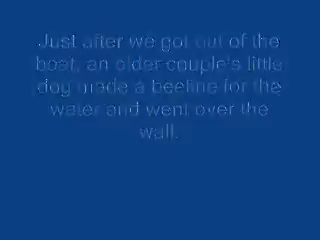 Just after we got out of the
boat, an older couple's little
dog made a beeline for the
water and went over the
wall.